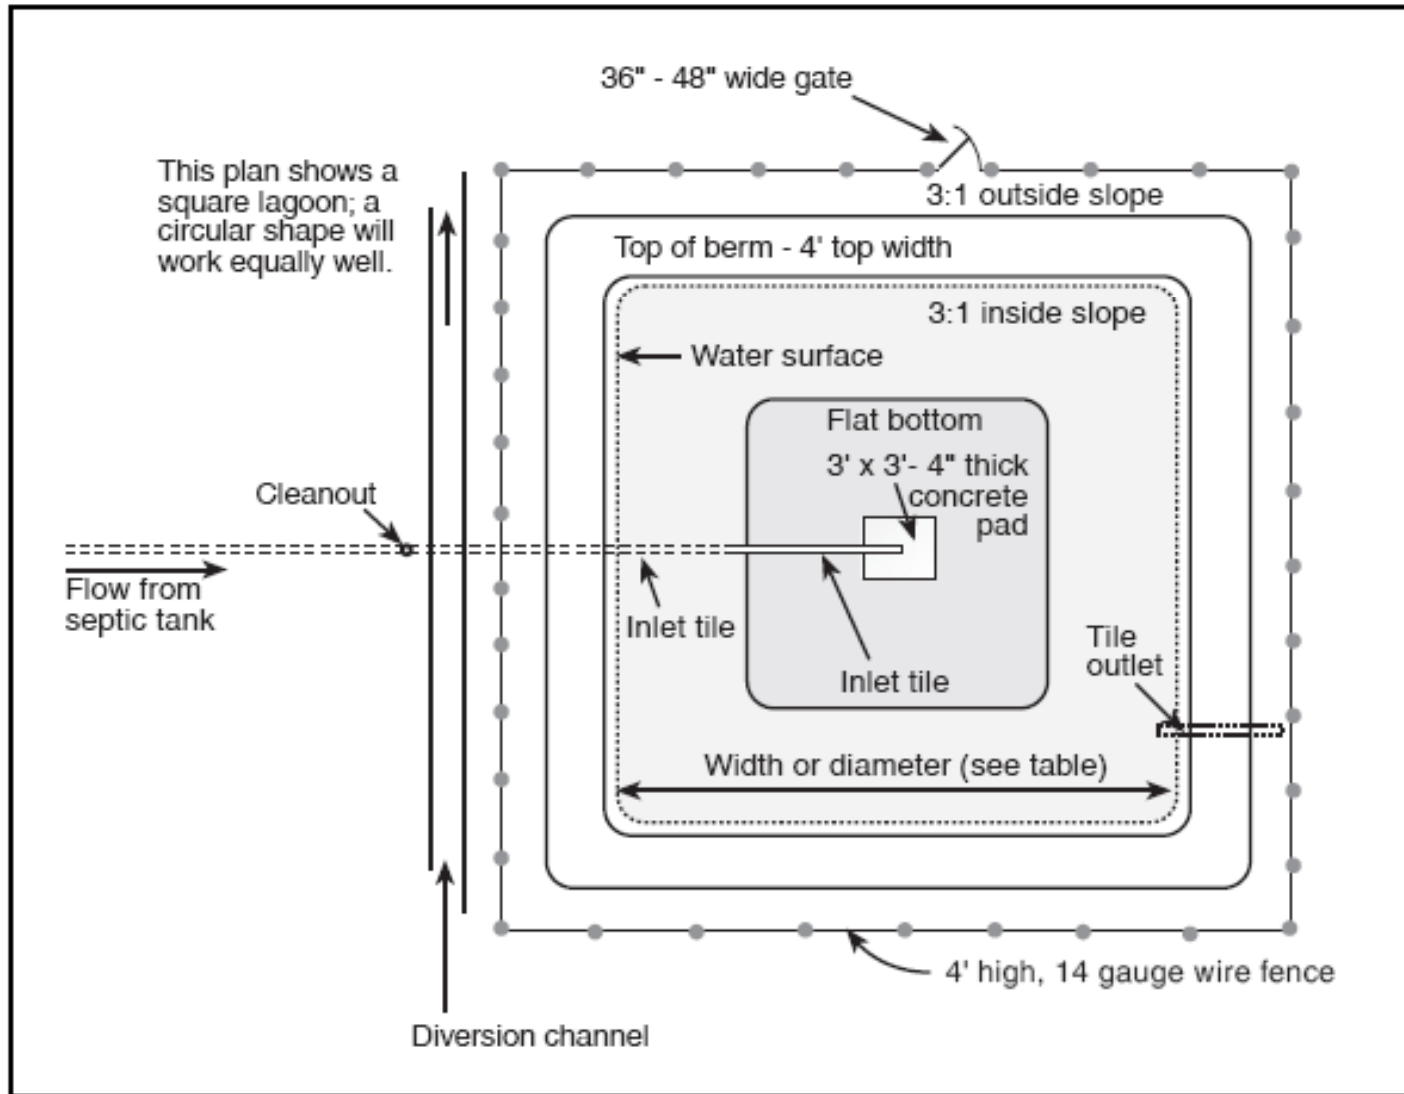 36" - 48" wide gate
This plan shows a
square lagoon; a
circular shape will
work equally well.
3:1 outside slope
Top of berm - 4' top width
3:1 inside slope
Water surface
Flat bottom
3' x 3'- 4" thick
concrete
pad
Cleanout
Flow from
septic tank
Inlet tile
Inlet tile
Tile
outlet
Width or diameter (see table)
4' high, 14 gauge wire fence
Diversion channel